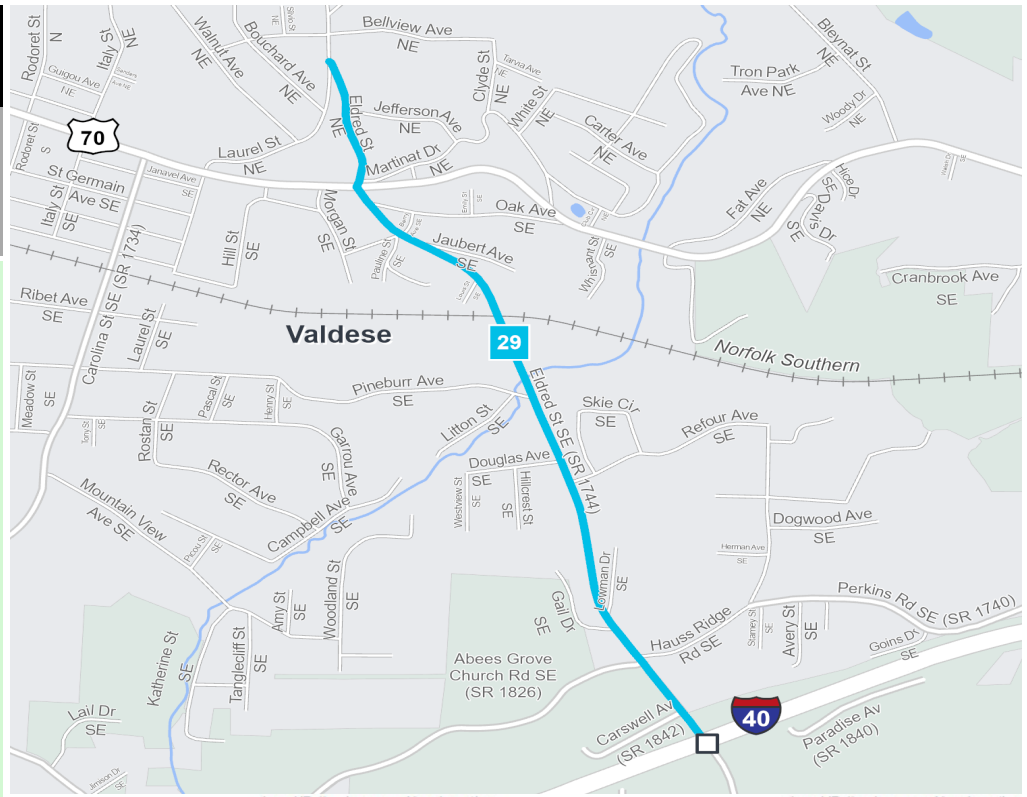 Rodoret St
N
Italy St
NE
Walnut Ave
NE
Bouchard Ave
NE
Bellview Ave
NE
Clyde St
NE
Tarvia Ave
NE
White St
NE
Bleynat St
Tron Park
Ave NE
Woody Dr
NE
Guigou Ave
NE
70
Eldred St
NE
Jefferson Ave
NE
Martinat Dr
NE
Carter Ave
NE
Laurel St
NE
Rodoret St
S
St Germain
Ave SE
Janavel Ave
SE
Italy St
SE
Hill St
SE
Morgan St
SE
Pauline St
SE
Oak Ave
SE
Jaubert Ave
SE
Whisnant St
SE
Fat Ave
NE
Hice Dr
SE
Davis Dr
SE
Cranbrook Ave
SE
Ribet Ave
SE
Carolina St SE (SR 1734)
Laurel St
SE
Valdese
29
Norfolk Southern
Meadow St
SE
Rostan St
SE
Pascal St
SE
Henry St
SE
Pineburr Ave
SE
Litton St
SE
Eldred St SE (SR 1744)
Skie Cir
SE
Refour Ave
SE
Garrou Ave
SE
Rector Ave
SE
Douglas Ave
Westview St
SE
Hillcrest St
SE
Mountain View
Ave SE
Picou St
SE
Campbell Ave
SE
Dogwood Ave
SE
Herman Ave
SE
Woodland St
SE
Amy St
SE
Gail Dr
SE
Lowman Dr
SE
Hauss Ridge
Rd SE
Stamey St
SE
Avery St
SE
Perkins Rd SE (SR 1740)
Goins Dr
SE
Katherine St
SE
Tanglecliff St
SE
Abees Grove
Church Rd SE
(SR 1826)
Lail Dr
SE
Jimison Dr
SE
Carswell Av
(SR 1842)
40
Paradise Av
(SR 1840)